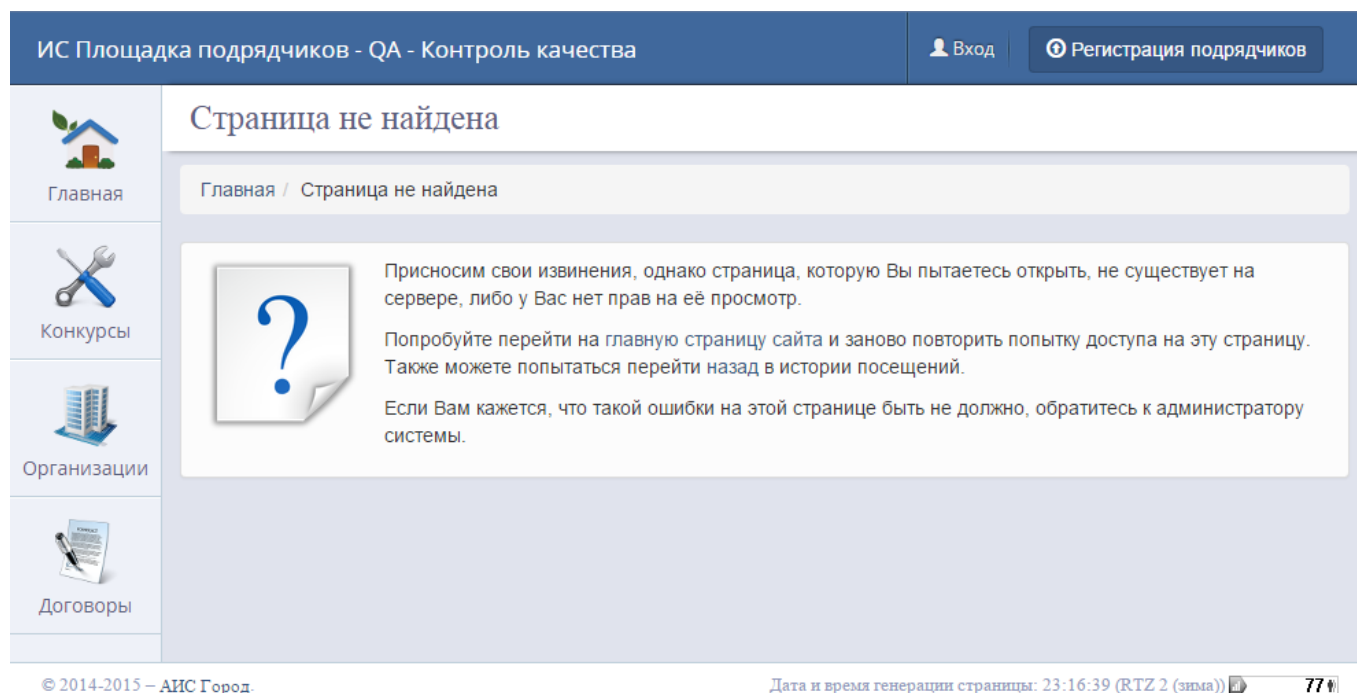 ИС Площадка подрядчиков - QA - Контроль качества
Вход
Регистрация подрядчиков
Главная
Конкурсы
Организации
Договоры
Страница не найдена
Главная / Страница не найдена
?
Присносим свои извинения, однако страница, которую Вы пытаетесь открыть, не существует на
сервере, либо у Вас нет прав на её просмотр.
Попробуйте перейти на главную страницу сайта и заново повторить попытку доступа на эту страницу.
Также можете попытаться перейти назад в истории посещений.
Если Вам кажется, что такой ошибки на этой странице быть не должно, обратитесь к администратору
системы.
© 2014-2015 – АИС Город.
Дата и время генерации страницы: 23:16:39 (RTZ 2 (зима))
77